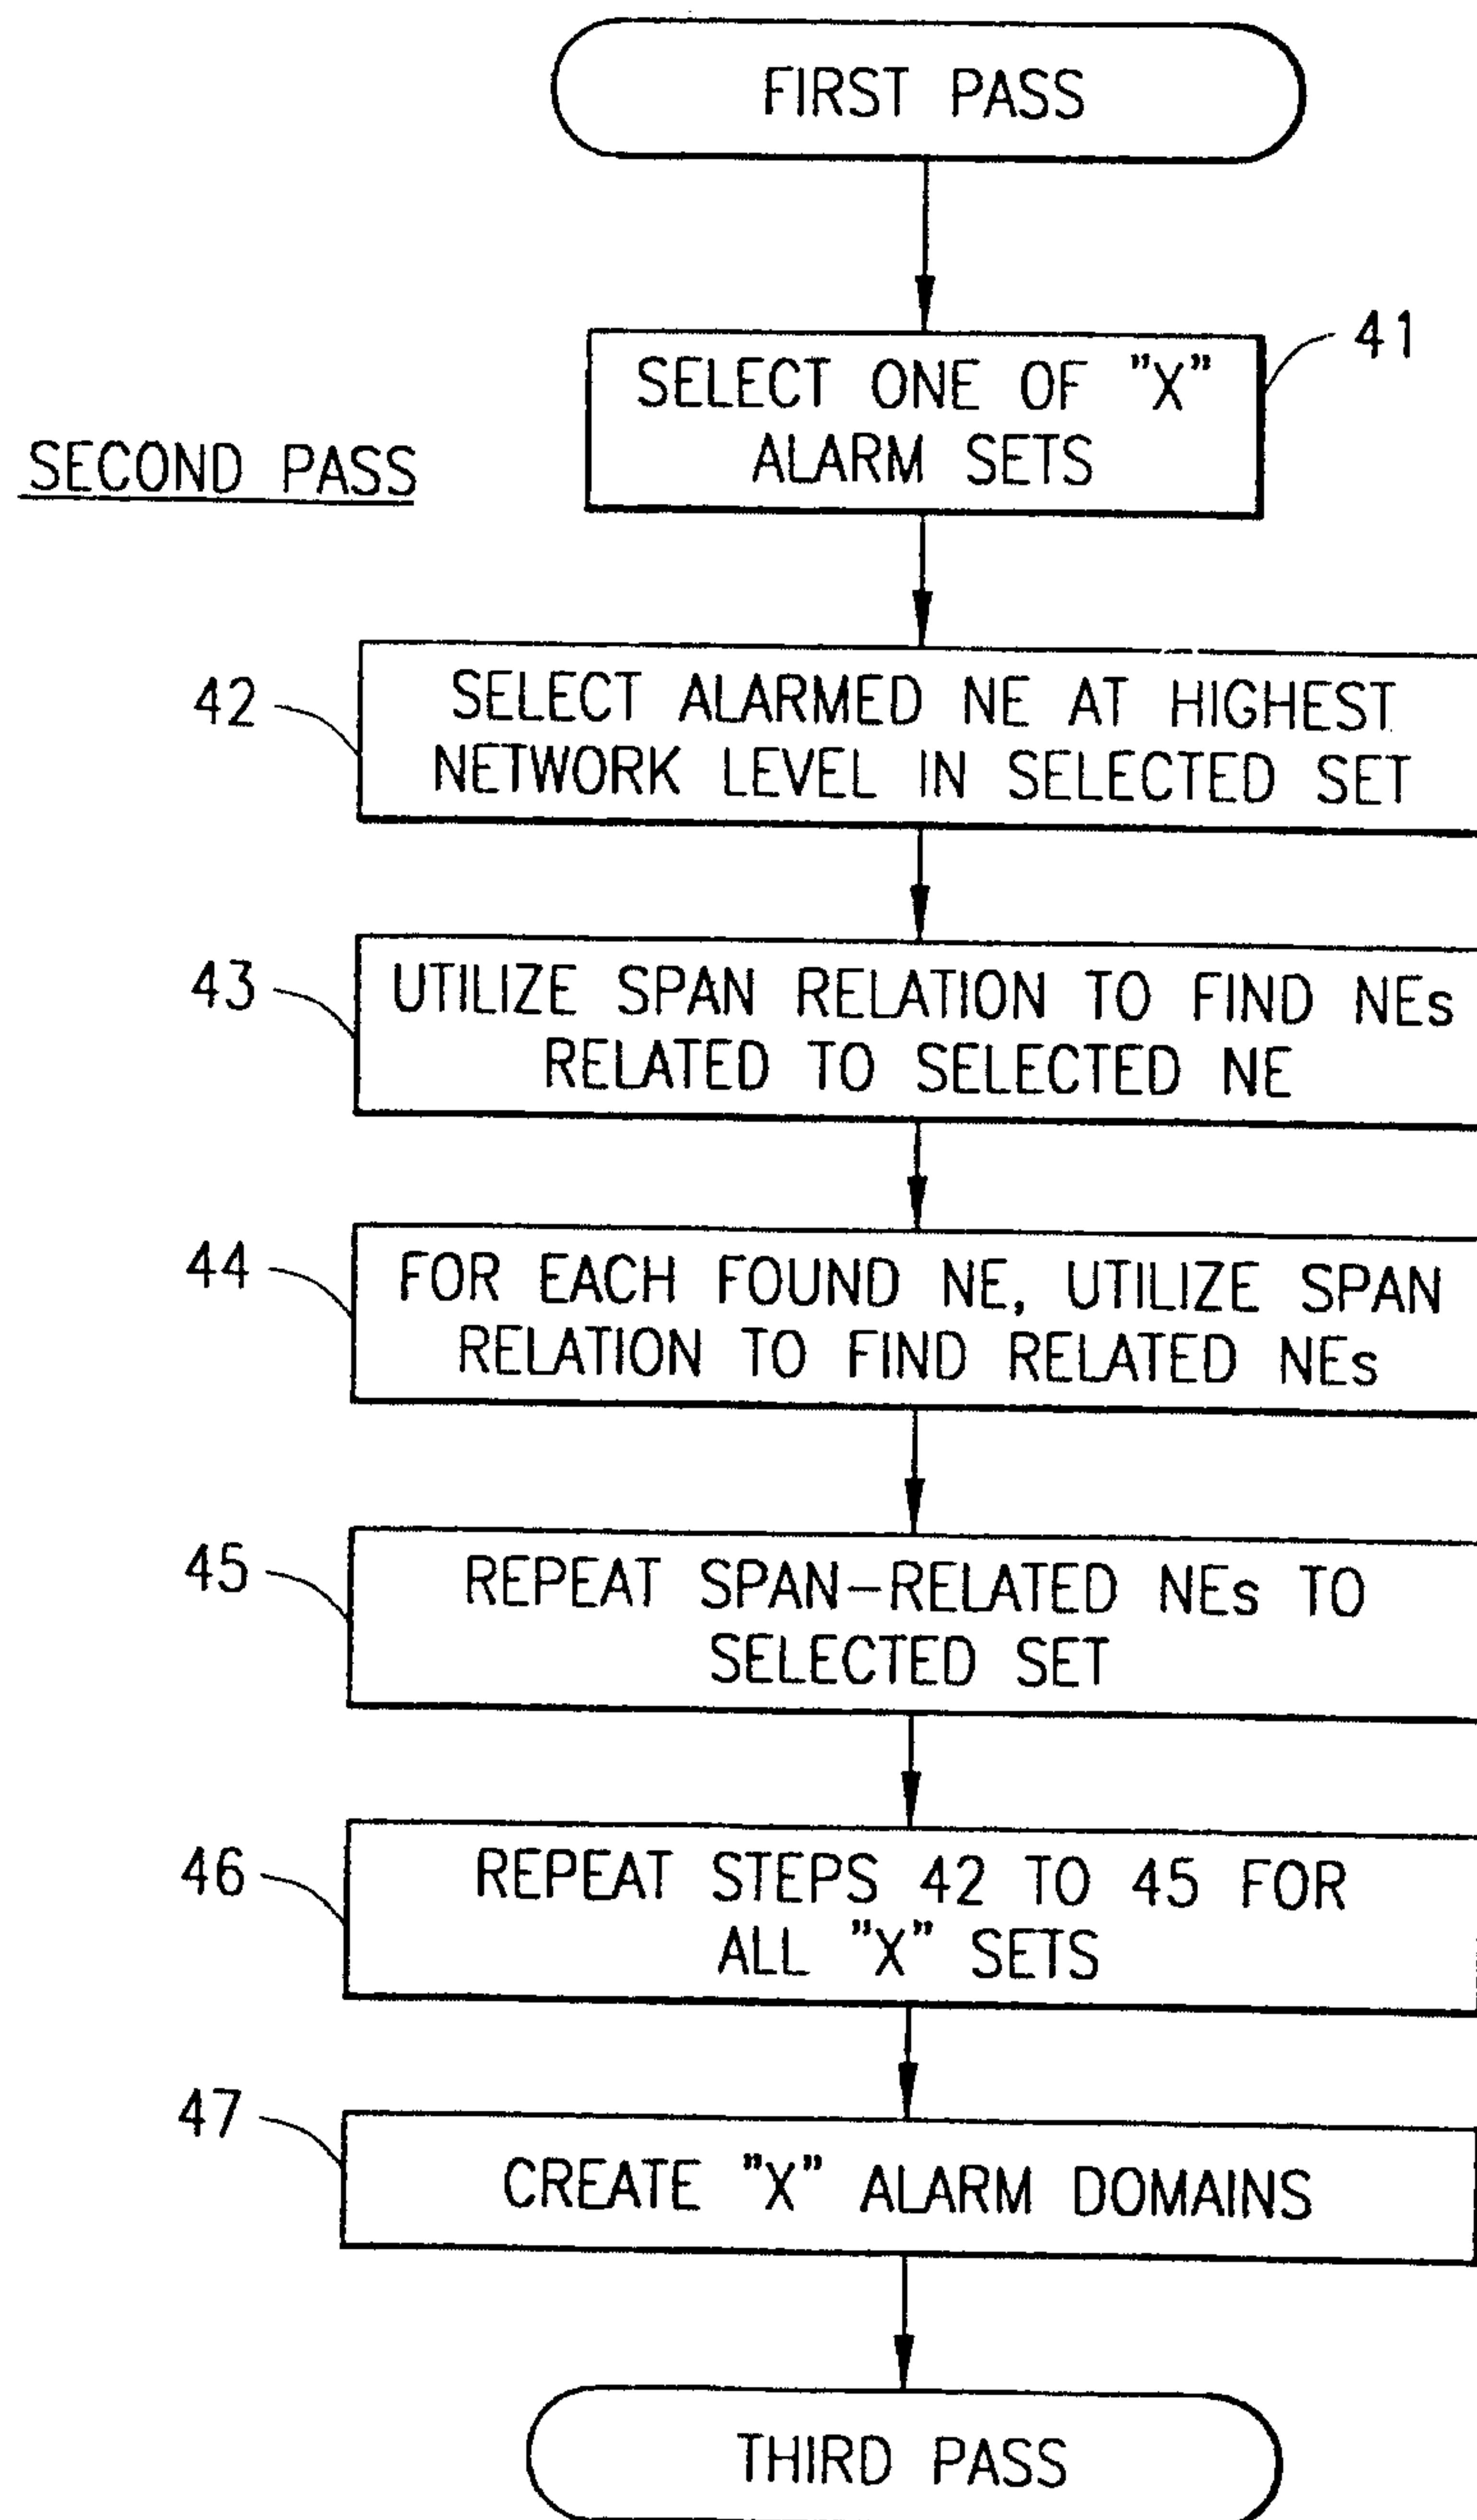 FIRST PASS
SELECT ONE OF "X"
ALARM SETS
41
SECOND PASS
42
SELECT ALARMED NE AT HIGHEST
NETWORK LEVEL IN SELECTED SET
43
UTILIZE SPAN RELATION TO FIND NEs
RELATED TO SELECTED NE
44
FOR EACH FOUND NE, UTILIZE SPAN
RELATION TO FIND RELATED NEs
45
REPEAT SPAN-RELATED NEs TO
SELECTED SET
46
REPEAT STEPS 42 TO 45 FOR
ALL "X" SETS
47
CREATE "X" ALARM DOMAINS
THIRD PASS